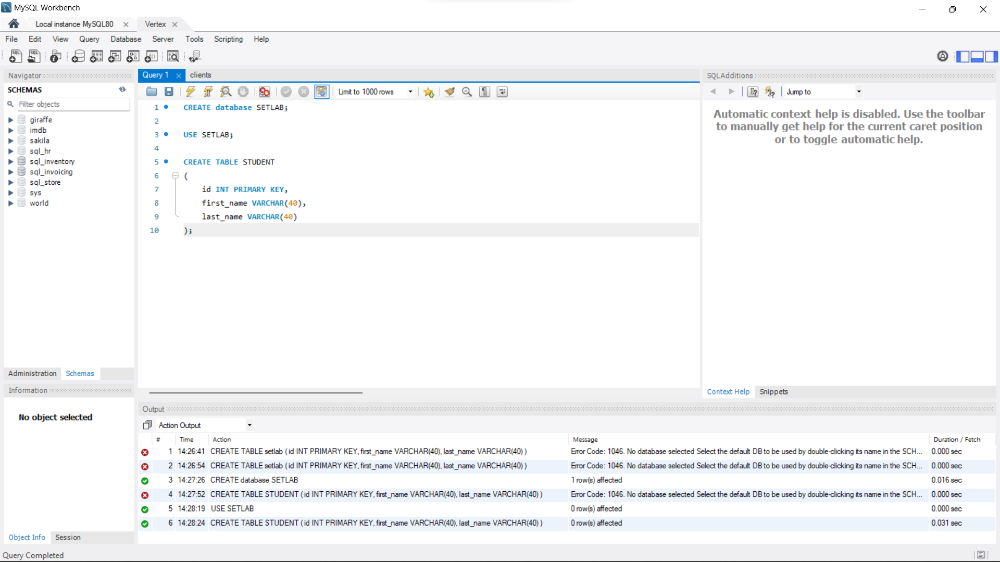 MySQL Workbench
Local instance MySQL80
Vertex
File Edit View Query Database Server Tools Scripting Help
Navigator
SCHEMAS
Filter objects
giraffe
imdb
sakila
sql_hr
sql_inventory
sql_invoicing
sql_store
sys
world
Administration Schemas
Information
No object selected
Object Info Session
Query 1
clients
Limit to 1000 rows
1 CREATE database SETLAB;
2
3 USE SETLAB;
4
5 CREATE TABLE STUDENT
6 (
7 id INT PRIMARY KEY,
8 first_name VARCHAR(40),
9 last_name VARCHAR(40)
10 );
SQLAdditions
Jump to
Automatic context help is disabled. Use the toolbar
to manually get help for the current caret position
or to toggle automatic help.
Context Help Snippets
Output
Action Output
# Time Action Message Duration / Fetch
1 14:26:41 CREATE TABLE setlab ( id INT PRIMARY KEY, first_name VARCHAR(40), last_name VARCHAR(40) ) Error Code: 1046. No database selected Select the default DB to be used by double-clicking its name in the SCH... 0.000 sec
2 14:26:54 CREATE TABLE setlab ( id INT PRIMARY KEY, first_name VARCHAR(40), last_name VARCHAR(40) ) Error Code: 1046. No database selected Select the default DB to be used by double-clicking its name in the SCH... 0.000 sec
3 14:27:26 CREATE database SETLAB 1 row(s) affected 0.016 sec
4 14:27:52 CREATE TABLE STUDENT ( id INT PRIMARY KEY, first_name VARCHAR(40), last_name VARCHAR(40) ) Error Code: 1046. No database selected Select the default DB to be used by double-clicking its name in the SCH... 0.000 sec
5 14:28:19 USE SETLAB 0 row(s) affected 0.000 sec
6 14:28:24 CREATE TABLE STUDENT ( id INT PRIMARY KEY, first_name VARCHAR(40), last_name VARCHAR(40) ) 0 row(s) affected 0.031 sec
Query Completed